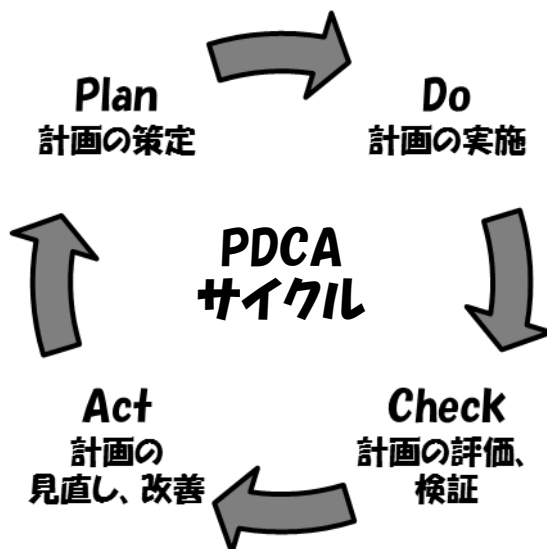 Plan
計画の策定
Do
計画の実施
PDCA
サイクル
Check
計画の評価、
検証
Act
計画の
見直し、改善